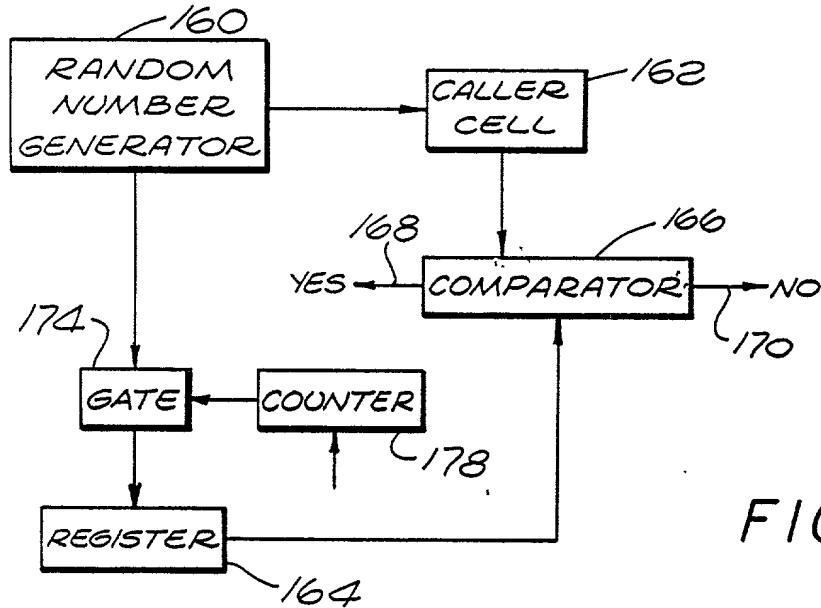 160
RANDOM
NUMBER
GENERATOR
CALLER
CELL
162
168
166
YES
COMPARATOR
NO
170
174
GATE
COUNTER
178
REGISTER
164